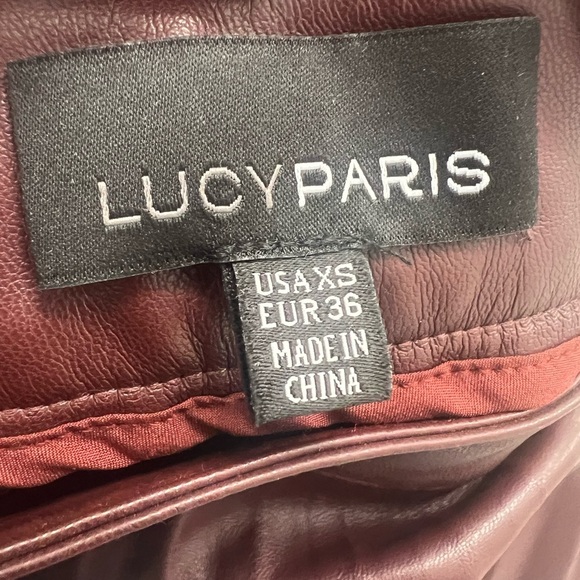 LUCYPARIS
USA XS
EUR 36
MADE IN
CHINA